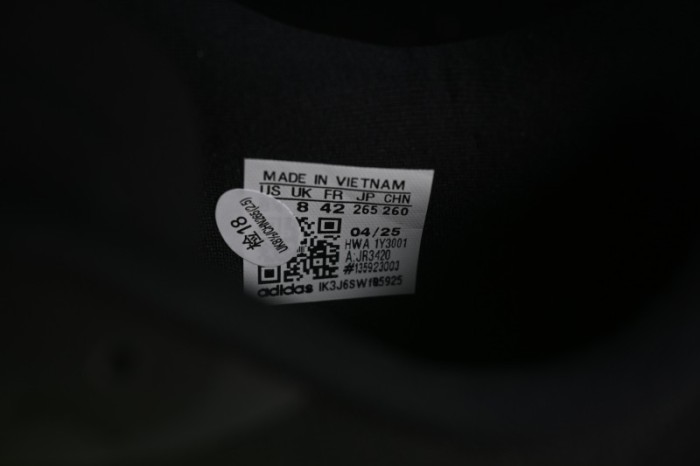 MADE IN VIETNAM
US UK FR JP CHN
8 42 265 260
04/25
HWA 1Y3001
A:JR3420
#135923003
adidas
检18